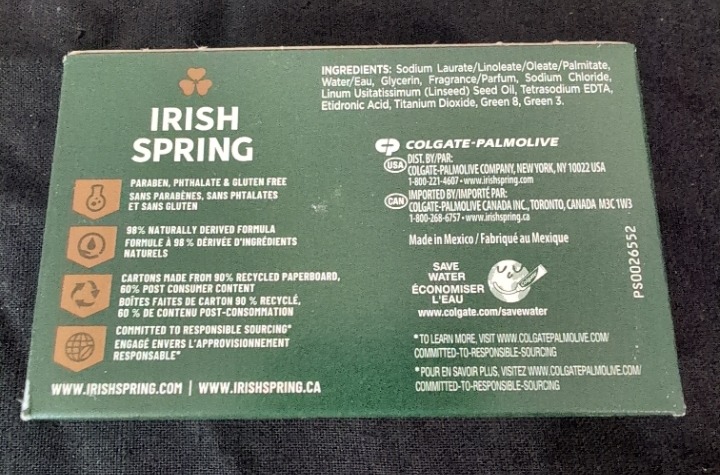 IRISH
SPRING
PARABEN, PHTHALATE & GLUTEN FREE
SANS PARABÈNES, SANS PHTALATES
ET SANS GLUTEN
98% NATURALLY DERIVED FORMULA
FORMULE À 98 % DÉRIVÉE D'INGRÉDIENTS
NATURELS
CARTONS MADE FROM 90% RECYCLED PAPERBOARD,
60% POST CONSUMER CONTENT
BOÎTES FAITES DE CARTON 90 % RECYCLÉ,
60 % DE CONTENU POST-CONSOMMATION
COMMITTED TO RESPONSIBLE SOURCING*
ENGAGÉ ENVERS L'APPROVISIONNEMENT
RESPONSABLE*
WWW.IRISHSPRING.COM | WWW.IRISHSPRING.CA
INGREDIENTS: Sodium Laurate/Linoleate/Oleate/Palmitate,
Water/Eau, Glycerin, Fragrance/Parfum, Sodium Chloride,
Linum Usitatissimum (Linseed) Seed Oil, Tetrasodium EDTA,
Etidronic Acid, Titanium Dioxide, Green 8, Green 3.
CP COLGATE-PALMOLIVE
USA DIST. BY/PAR:
COLGATE-PALMOLIVE COMPANY, NEW YORK, NY 10022 USA
1-800-221-4607 • www.irishspring.com
CAN IMPORTED BY/IMPORTÉ PAR:
COLGATE-PALMOLIVE CANADA INC., TORONTO, CANADA M3C 1W3
1-800-268-6757 • www.irishspring.ca
Made in Mexico / Fabriqué au Mexique
SAVE
WATER
ÉCONOMISER
L'EAU
www.colgate.com/savewater
*TO LEARN MORE, VISIT WWW.COLGATEPALMOLIVE.COM/
COMMITTED-TO-RESPONSIBLE-SOURCING
*POUR EN SAVOIR PLUS, VISITEZ WWW.COLGATEPALMOLIVE.COM/
COMMITTED-TO-RESPONSIBLE-SOURCING
PS0026552